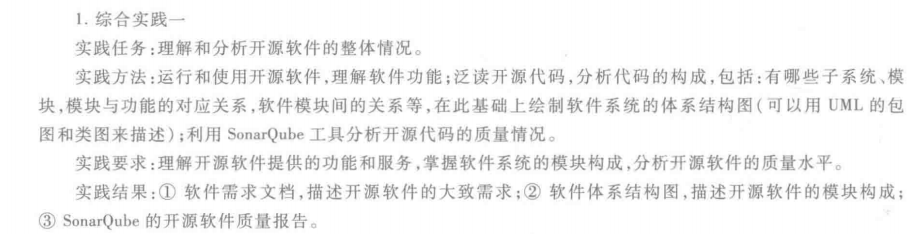 1. 综合实践一
实践任务:理解和分析开源软件的整体情况。
实践方法:运行和使用开源软件,理解软件功能;泛读开源代码,分析代码的构成,包括:有哪些子系统、模
块,模块与功能的对应关系,软件模块间的关系等,在此基础上绘制软件系统的体系结构图(可以用 UML 的包
图和类图来描述);利用 SonarQube 工具分析开源代码的质量情况。
实践要求:理解开源软件提供的功能和服务,掌握软件系统的模块构成,分析开源软件的质量水平。
实践结果:① 软件需求文档,描述开源软件的大致需求;② 软件体系结构图,描述开源软件的模块构成;
③ SonarQube 的开源软件质量报告。